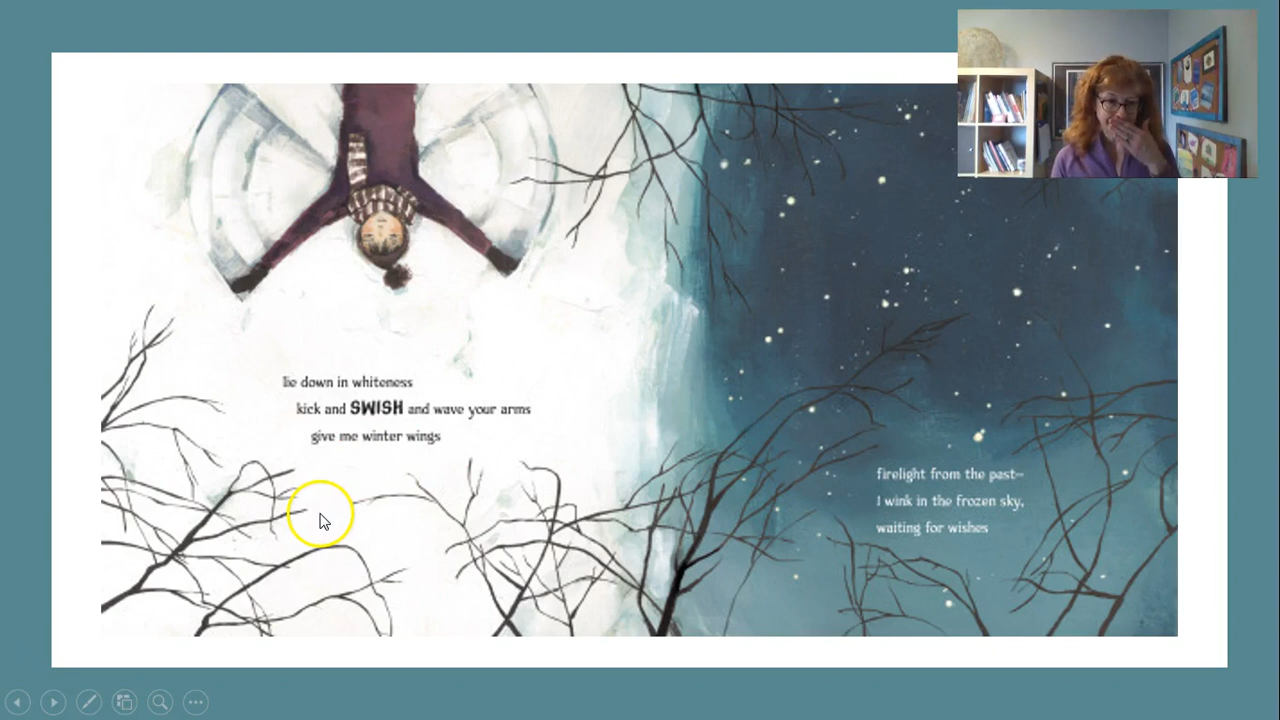 lie down in whiteness
kick and SWISH and wave your arms
give me winter wings
firelight from the past--
I wink in the frozen sky,
waiting for wishes